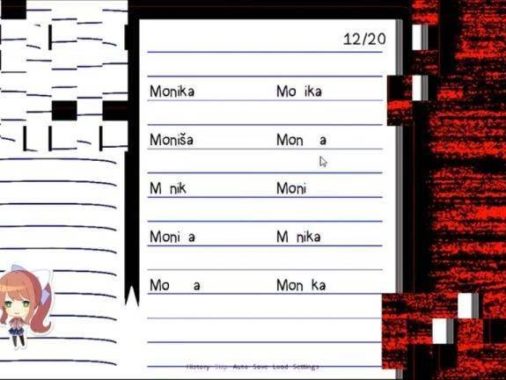 12/20
Monika Mo ika
Moniša Mon a
M nik Moni
Moni a M nika
Mo a Mon ka
History Skip Auto Save Load Settings